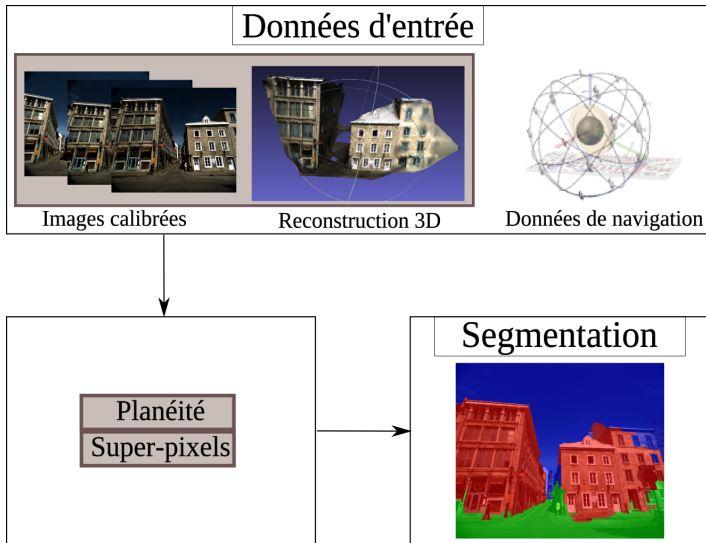 Données d'entrée
Images calibrées
Reconstruction 3D
Données de navigation
Planéité
Super-pixels
Segmentation